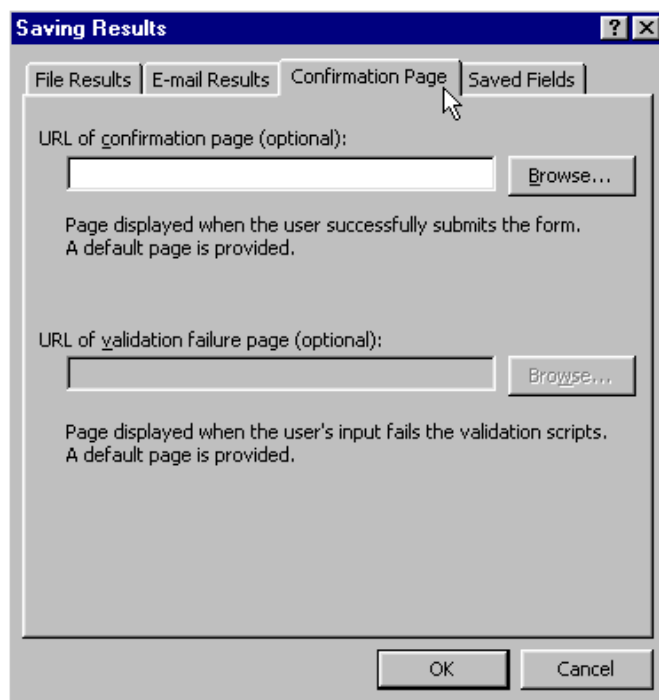 Saving Results
File Results E-mail Results Confirmation Page Saved Fields
URL of confirmation page (optional):
Browse...
Page displayed when the user successfully submits the form.
A default page is provided.
URL of validation failure page (optional):
Browse...
Page displayed when the user's input fails the validation scripts.
A default page is provided.
OK Cancel